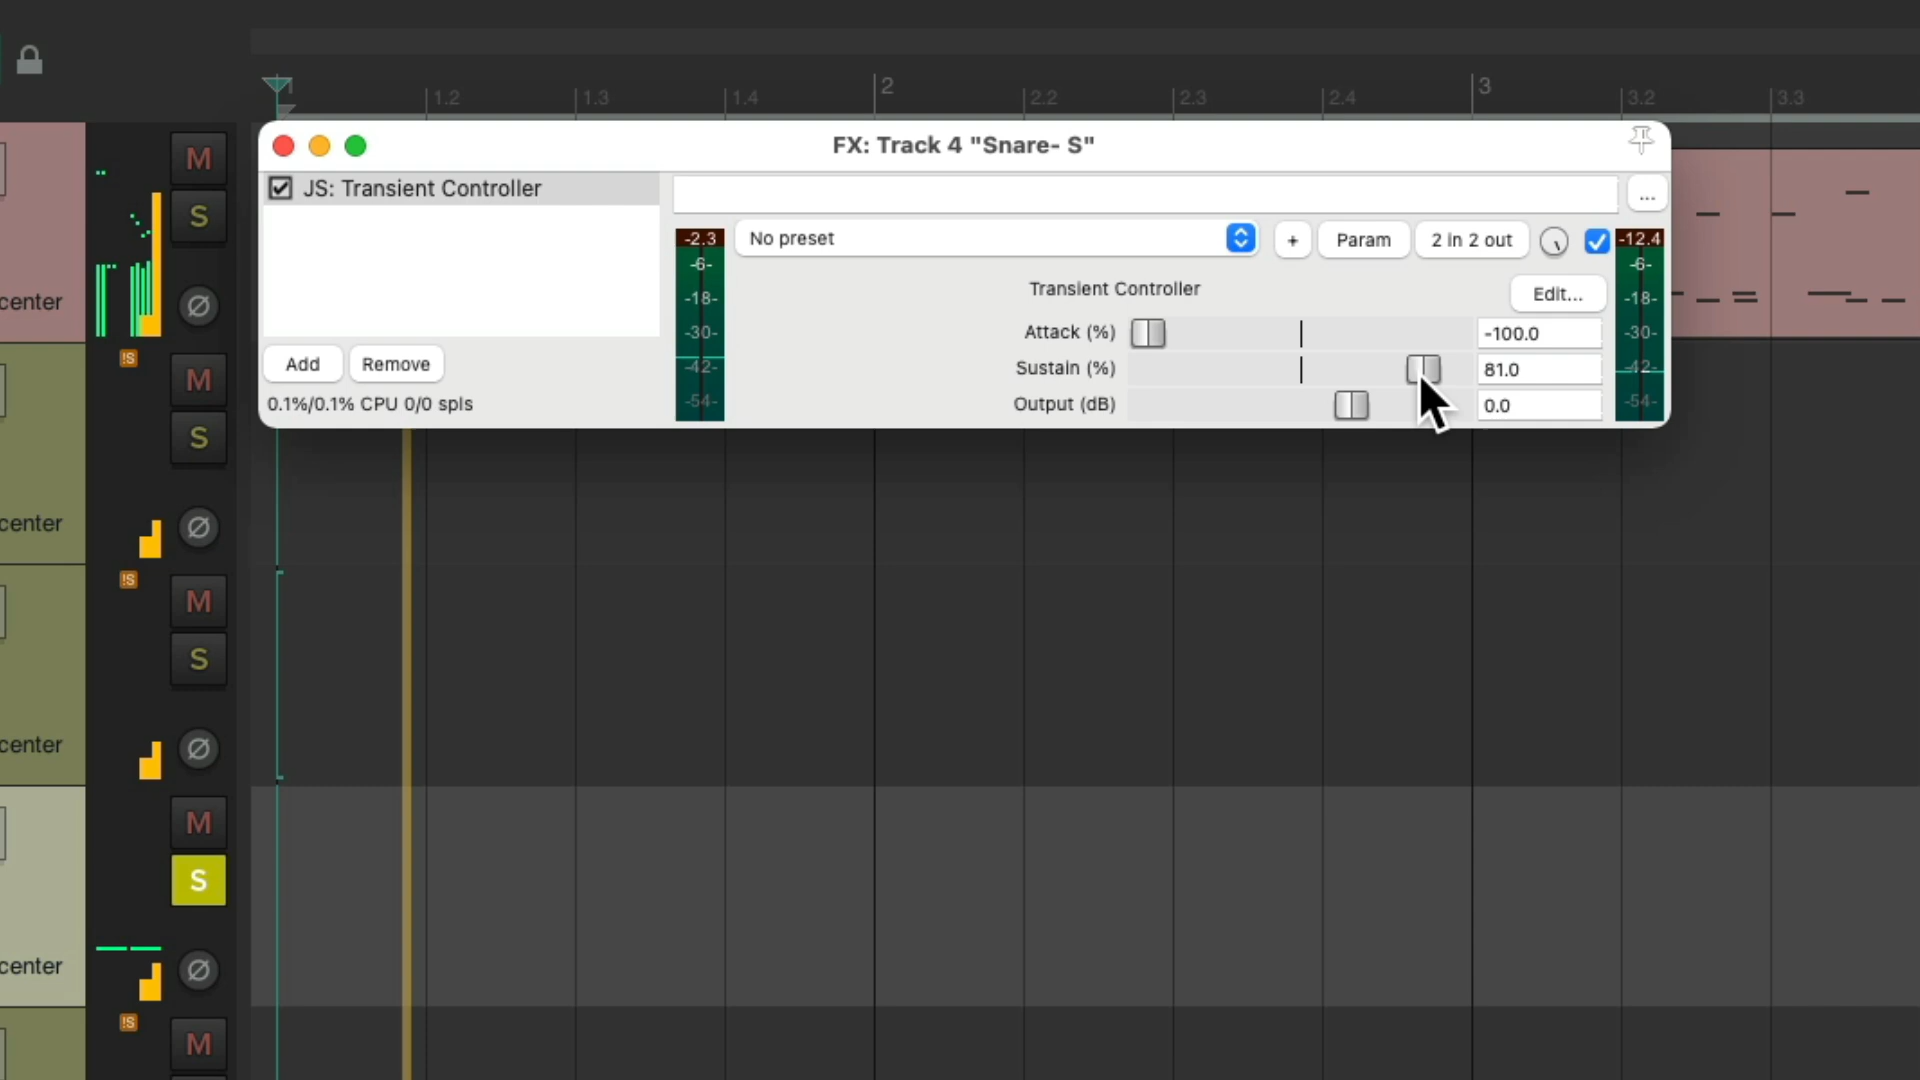 1
1.2
1.3
1.4
2
2.2
2.3
2.4
3
3.2
3.3
FX: Track 4 "Snare- S"
JS: Transient Controller
...
No preset
+
Param
2 in 2 out
Transient Controller
Edit...
Attack (%)
-100.0
Sustain (%)
81.0
Output (dB)
0.0
Add
Remove
0.1%/0.1% CPU 0/0 spls
-2.3
-6-
-18-
-30-
-42-
-54-
-12.4
-6-
-18-
-30-
-42-
-54-
M
S
Ø
center
!S
M
S
Ø
center
!S
M
S
Ø
center
M
S
Ø
center
!S
M